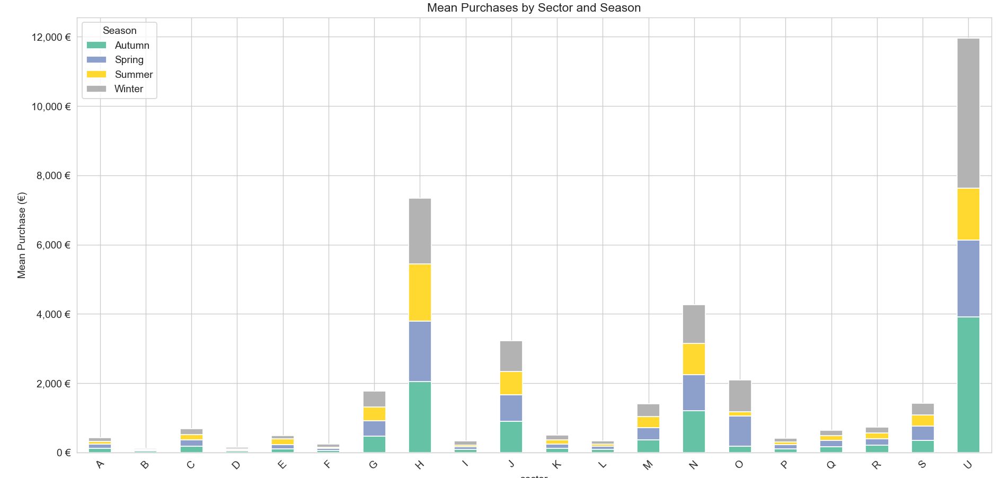 Mean Purchases by Sector and Season
Season
Autumn
Spring
Summer
Winter
12,000 €
10,000 €
8,000 €
6,000 €
4,000 €
2,000 €
0 €
Mean Purchase (€)
A B C D E F G H I J K L M N O P Q R S U
sector